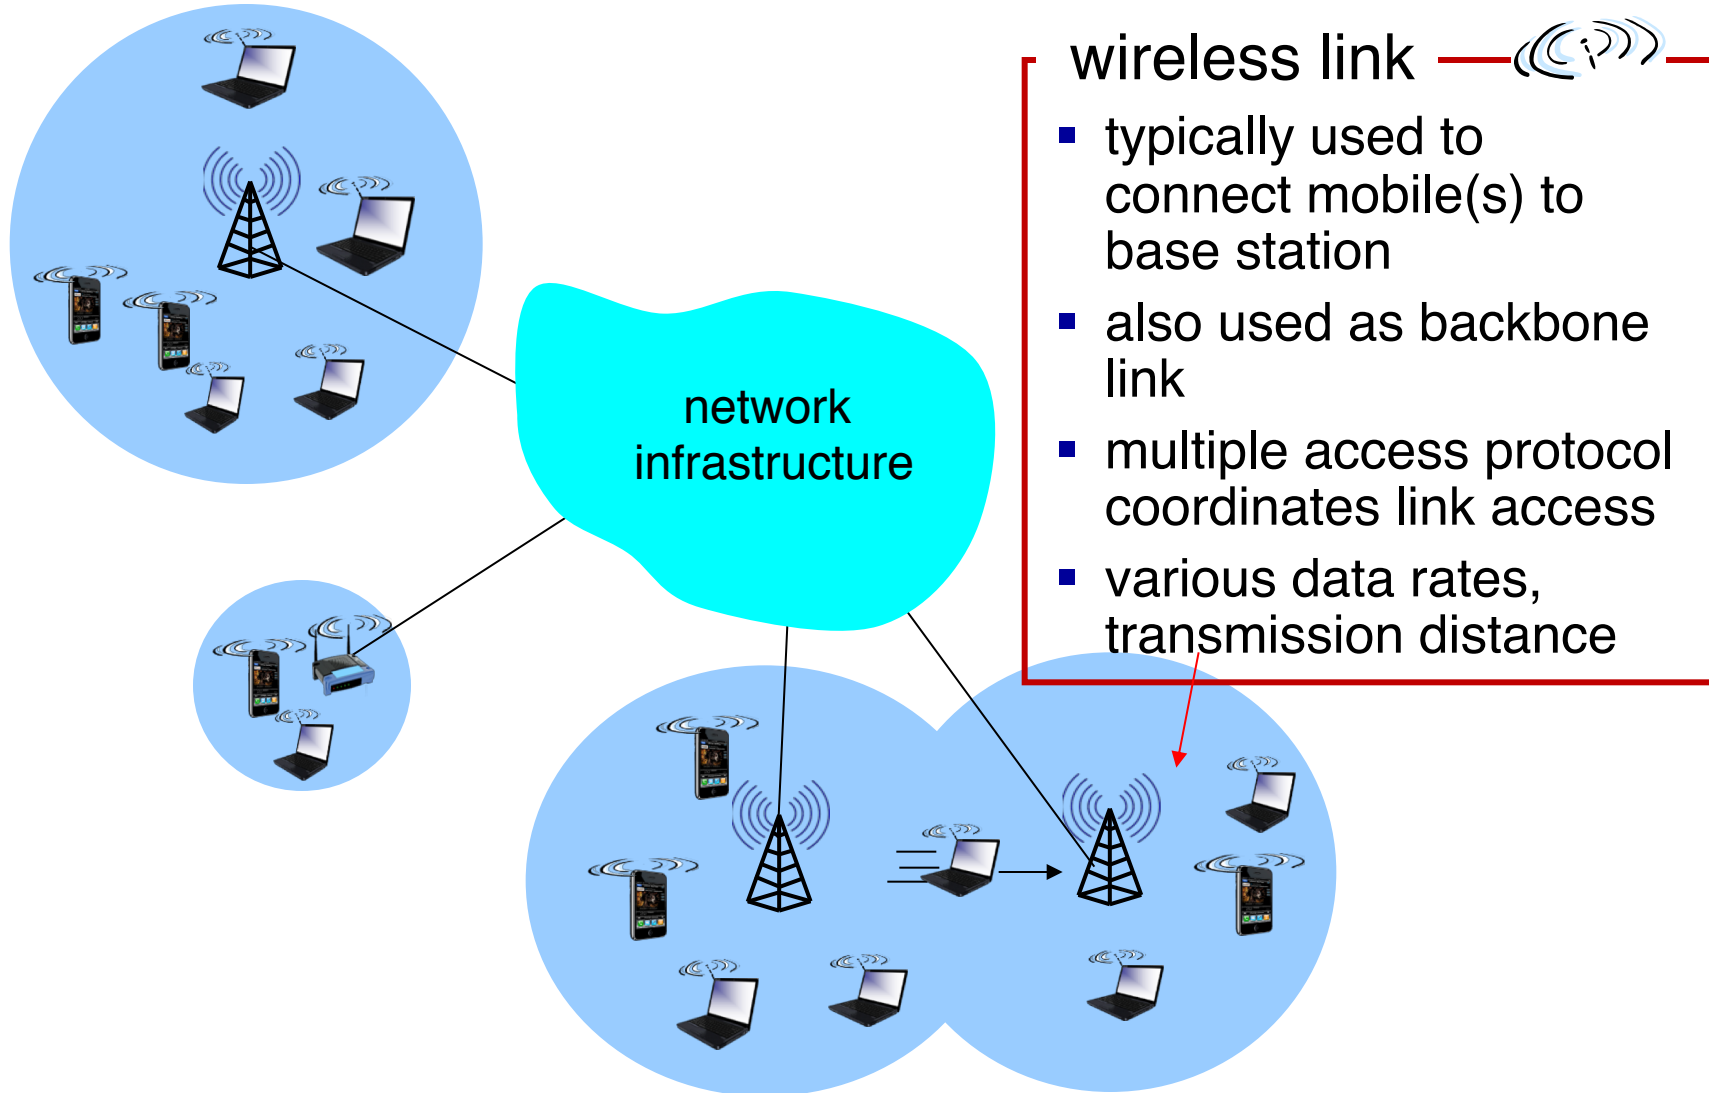 wireless link
▪ typically used to
connect mobile(s) to
base station
▪ also used as backbone
link
▪ multiple access protocol
coordinates link access
▪ various data rates,
transmission distance
network
infrastructure